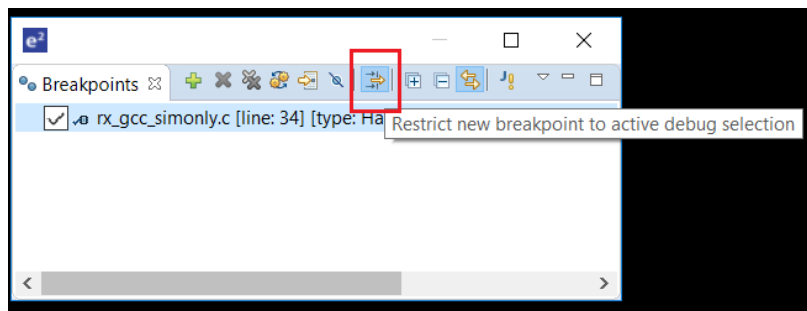 e²
Breakpoints
rx_gcc_simonly.c [line: 34] [type: Ha
Restrict new breakpoint to active debug selection